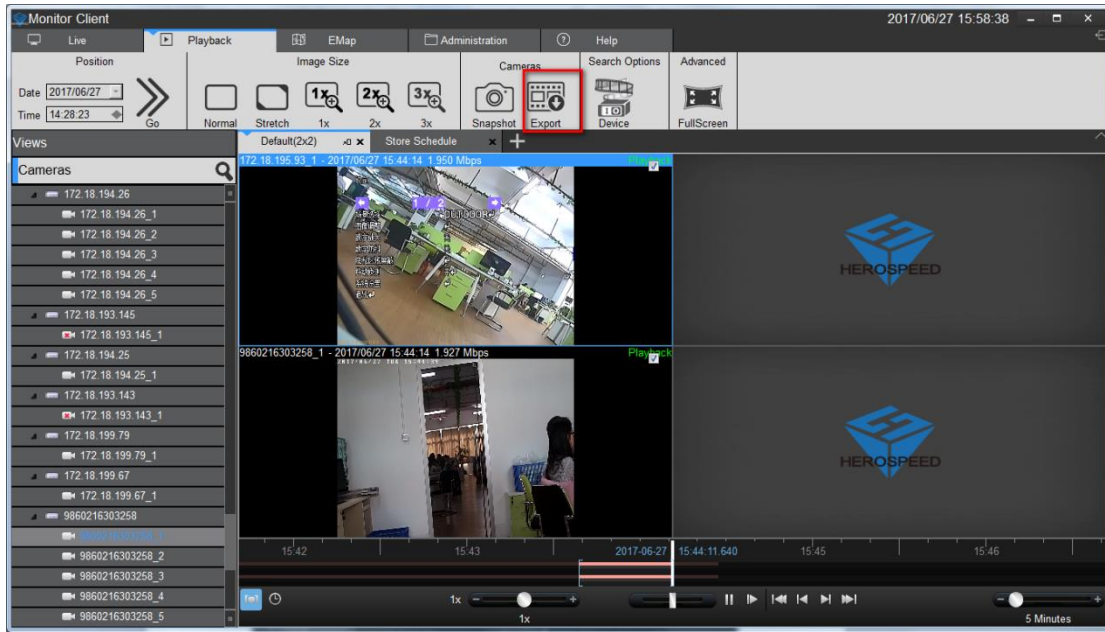 Monitor Client
2017/06/27 15:58:38
Live
Playback
EMap
Administration
Help
Position
Image Size
Cameras
Search Options
Advanced
Date 2017/06/27
Time 14:28:23
Go
Normal
Stretch
1x
1x
2x
2x
3x
3x
Snapshot
Export
Device
FullScreen
Views
Default(2x2)
Store Schedule
Cameras
172.18.194.26
172.18.194.26_1
172.18.194.26_2
172.18.194.26_3
172.18.194.26_4
172.18.194.26_5
172.18.193.145
172.18.193.145_1
172.18.194.25
172.18.194.25_1
172.18.193.143
172.18.193.143_1
172.18.199.79
172.18.199.79_1
172.18.199.67
172.18.199.67_1
9860216303258
9860216303258_2
9860216303258_3
9860216303258_4
9860216303258_5
172.18.195.93_1 - 2017/06/27 15:44:14 1.950 Mbps
Playback
1 / 2
HEROSPEED
9860216303258_1 - 2017/06/27 15:44:14 1.927 Mbps
Playback
HEROSPEED
15:42
15:43
2017-06-27
15:44:11.640
15:45
15:46
1x
1x
5 Minutes